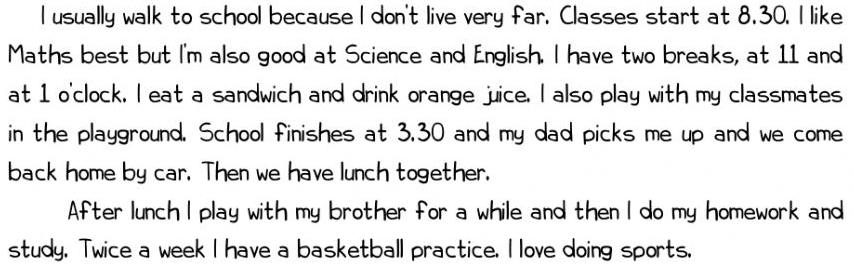 I usually walk to school because I don't live very far. Classes start at 8.30. I like
Maths best but I'm also good at Science and English. I have two breaks, at 11 and
at 1 o'clock. I eat a sandwich and drink orange juice. I also play with my classmates
in the playground. School finishes at 3.30 and my dad picks me up and we come
back home by car. Then we have lunch together.
After lunch I play with my brother for a while and then I do my homework and
study. Twice a week I have a basketball practice. I love doing sports.